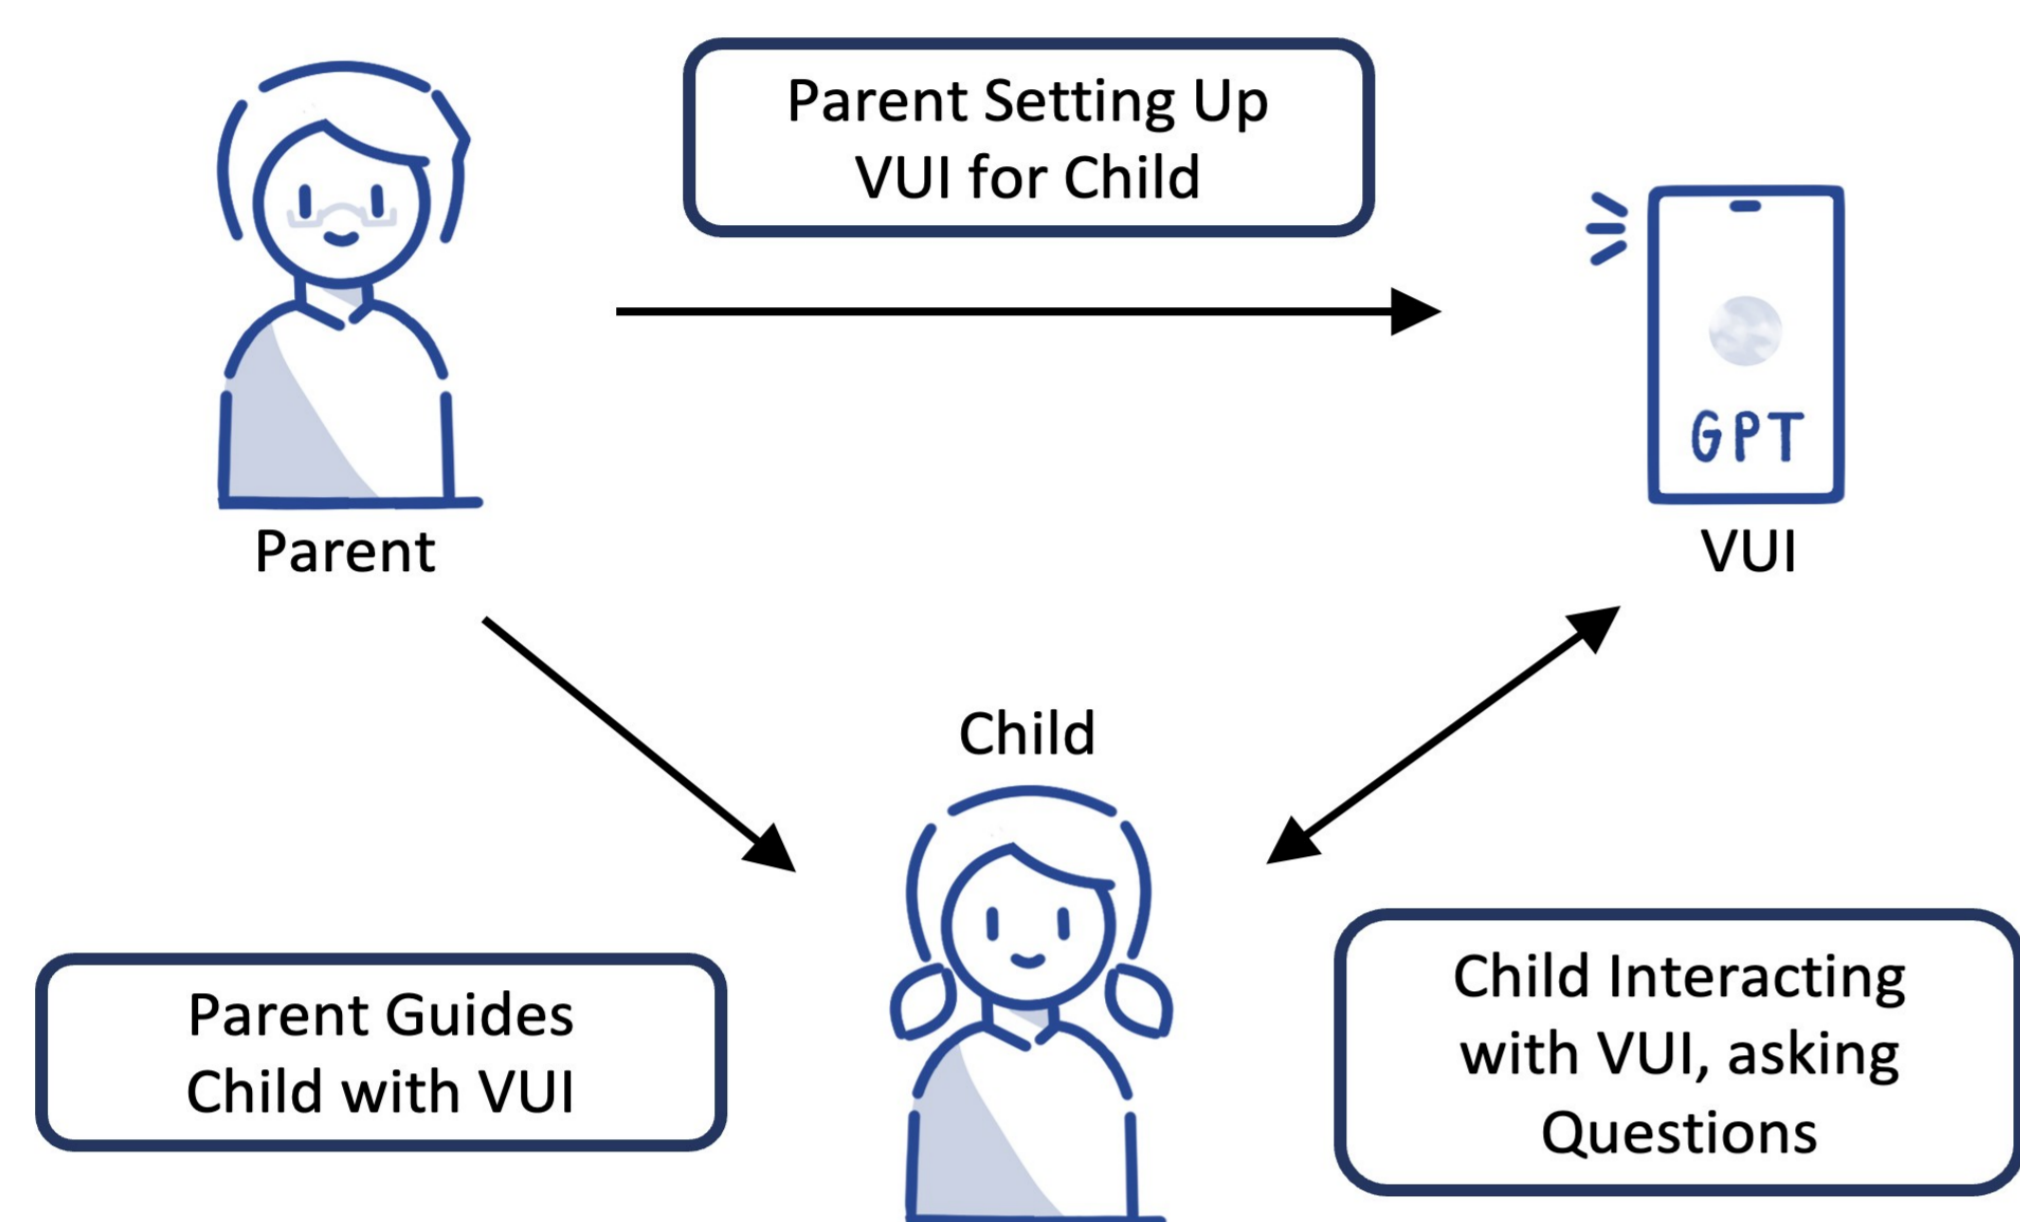 Parent Setting Up
VUI for Child
GPT
Parent
VUI
Child
Parent Guides
Child with VUI
Child Interacting
with VUI, asking
Questions